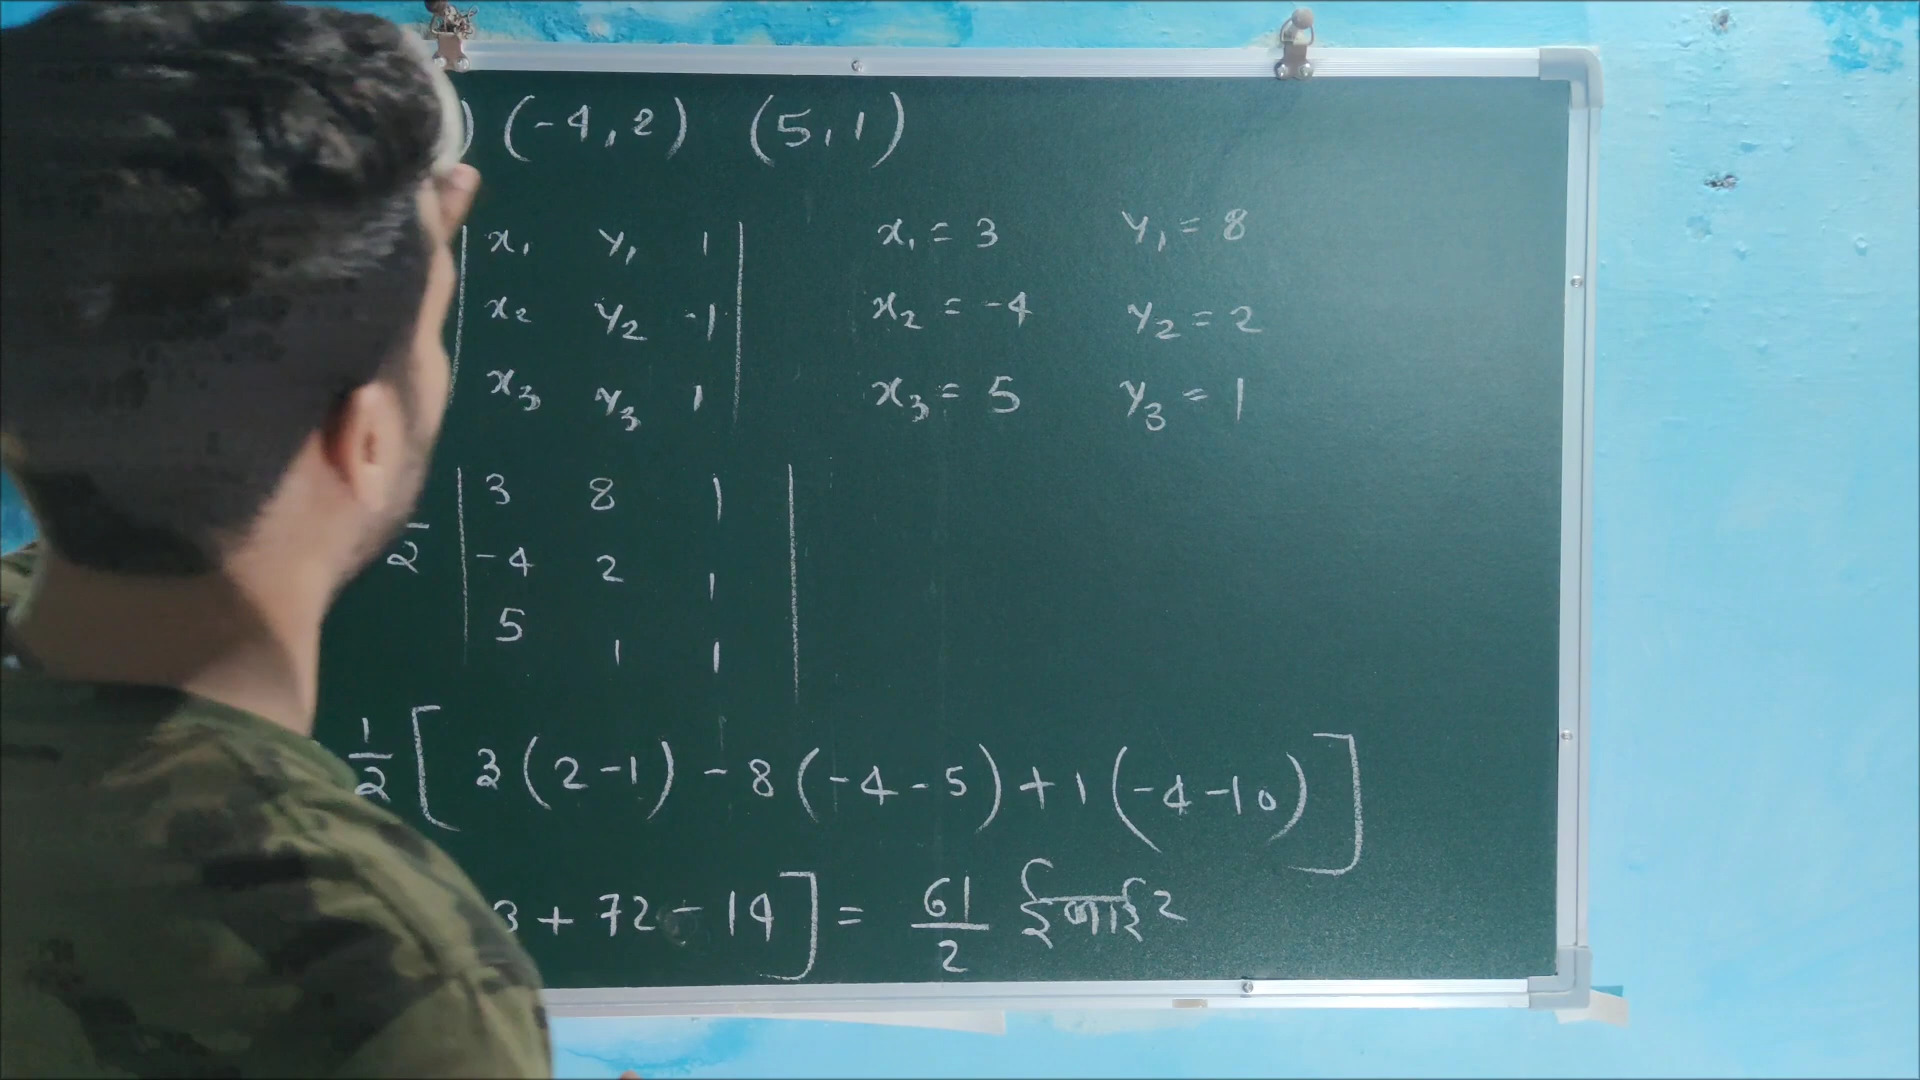 ) (-4, 2) (5, 1)
x₁ y₁ 1 x₁ = 3 y₁ = 8
x₂ y₂ 1 x₂ = -4 y₂ = 2
x₃ y₃ 1 x₃ = 5 y₃ = 1
3 8 1
2 -4 2 1
5 1 1
1/2 [ 3 (2-1) - 8 (-4-5) + 1 (-4-10) ]
3 + 72 - 14 ] = 61/2 ईकाई2